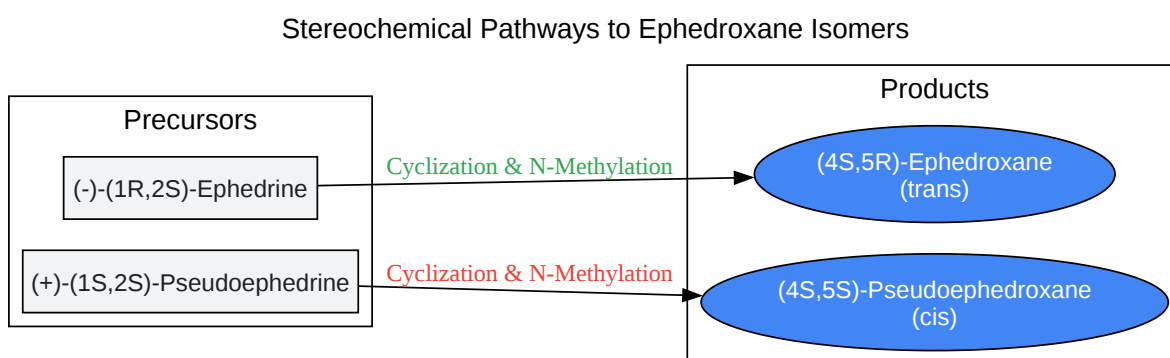 Stereochemical Pathways to Ephedroxane Isomers
Precursors
(-)-(1R,2S)-Ephedrine
(+)-(1S,2S)-Pseudoephedrine
Cyclization & N-Methylation
Cyclization & N-Methylation
Products
(4S,5R)-Ephedroxane
(trans)
(4S,5S)-Pseudoephedroxane
(cis)